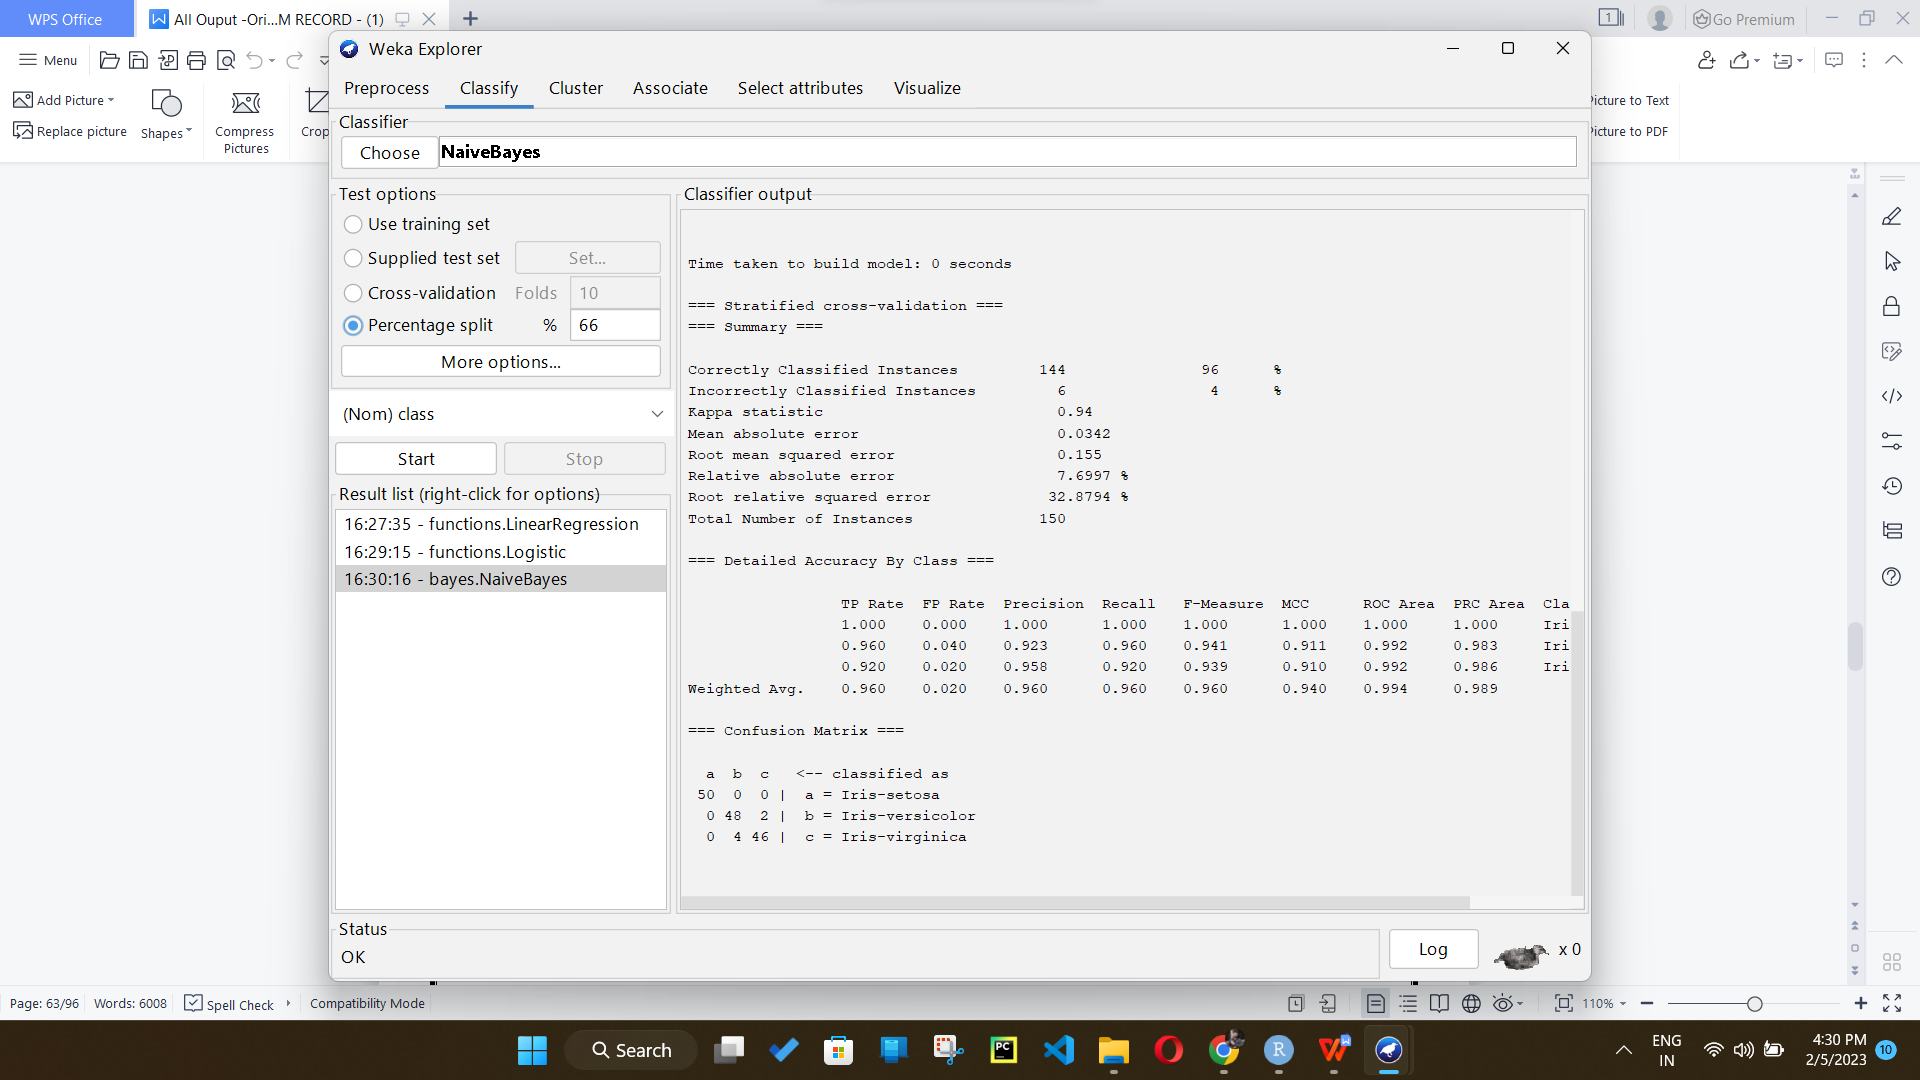 WPS Office
All Ouput -Ori...M RECORD - (1)
1
Go Premium
Menu
Add Picture
Replace picture
Shapes
Compress Pictures
Crop
Picture to Text
Picture to PDF
Weka Explorer
Preprocess Classify Cluster Associate Select attributes Visualize
Classifier
Choose NaiveBayes
Test options
Use training set
Supplied test set Set...
Cross-validation Folds 10
Percentage split % 66
More options...
(Nom) class
Start Stop
Result list (right-click for options)
16:27:35 - functions.LinearRegression
16:29:15 - functions.Logistic
16:30:16 - bayes.NaiveBayes
Classifier output
Time taken to build model: 0 seconds
=== Stratified cross-validation ===
=== Summary ===
Correctly Classified Instances 144 96 %
Incorrectly Classified Instances 6 4 %
Kappa statistic 0.94
Mean absolute error 0.0342
Root mean squared error 0.155
Relative absolute error 7.6997 %
Root relative squared error 32.8794 %
Total Number of Instances 150
=== Detailed Accuracy By Class ===
TP Rate FP Rate Precision Recall F-Measure MCC ROC Area PRC Area Cla
1.000 0.000 1.000 1.000 1.000 1.000 1.000 1.000 Iri
0.960 0.040 0.923 0.960 0.941 0.911 0.992 0.983 Iri
0.920 0.020 0.958 0.920 0.939 0.910 0.992 0.986 Iri
Weighted Avg. 0.960 0.020 0.960 0.960 0.960 0.940 0.994 0.989
=== Confusion Matrix ===
a b c <-- classified as
50 0 0 | a = Iris-setosa
0 48 2 | b = Iris-versicolor
0 4 46 | c = Iris-virginica
Status
OK
Log x 0
Page: 63/96 Words: 6008 Spell Check Compatibility Mode 110%
Search
ENG
IN
4:30 PM
2/5/2023
10